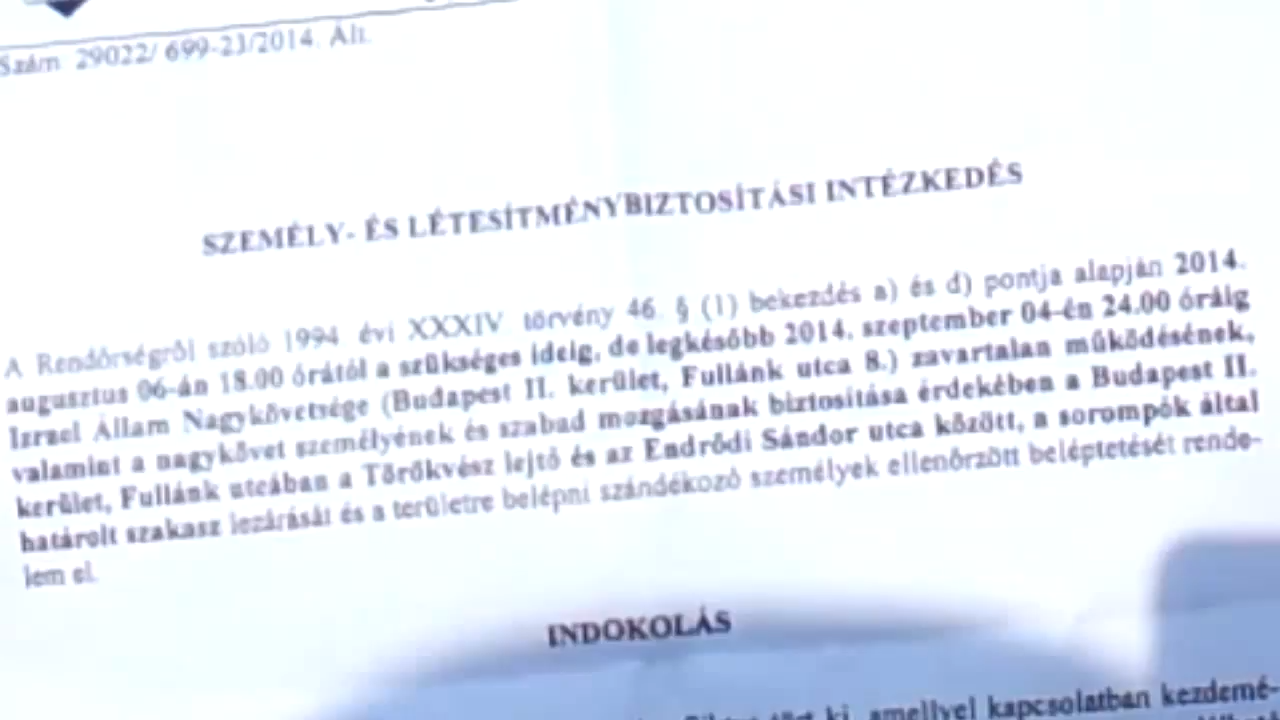 Szám: 29022/ 699-23/2014. Ált.
SZEMÉLY- ÉS LÉTESÍTMÉNYBIZTOSÍTÁSI INTÉZKEDÉS
A Rendőrségről szóló 1994. évi XXXIV. törvény 46. § (1) bekezdés a) és d) pontja alapján 2014.
augusztus 06-án 18.00 órától a szükséges ideig, de legkésőbb 2014. szeptember 04-én 24.00 óráig
Izrael Állam Nagykövetsége (Budapest II. kerület, Fullánk utca 8.) zavartalan működésének,
valamint a nagykövet személyének és szabad mozgásának biztosítása érdekében a Budapest II.
kerület, Fullánk utcában a Törökvész lejtő és az Endrődi Sándor utca között, a sorompók által
határolt szakasz lezárását és a területre belépni szándékozó személyek ellenőrzött beléptetését rende-
lem el.
INDOKOLÁS
ki, amellyel kapcsolatban kezdemé-